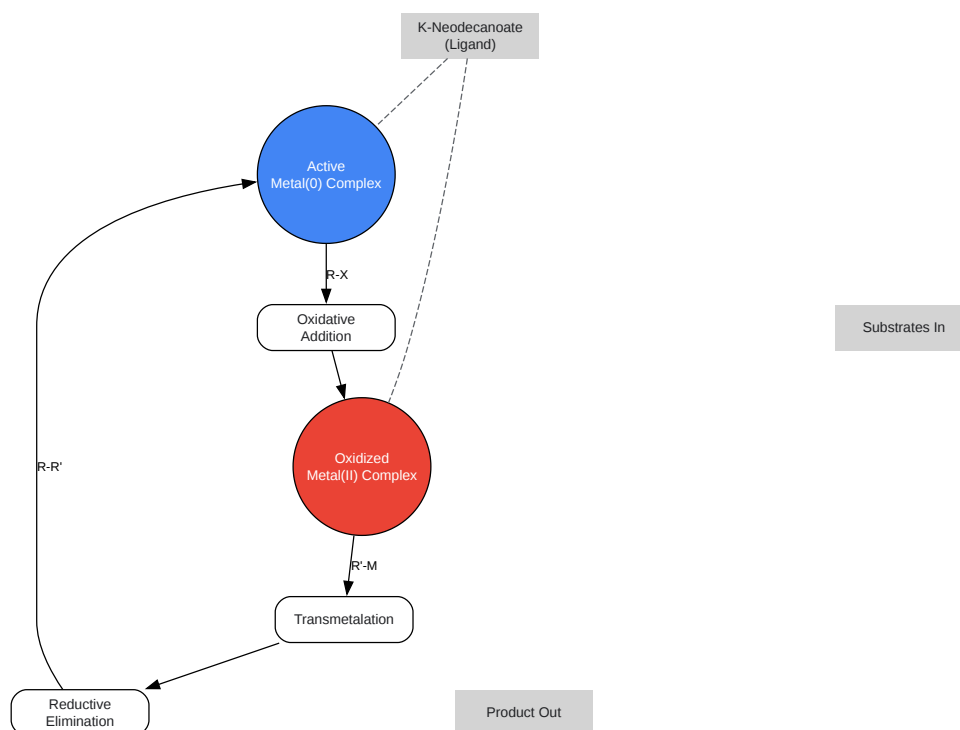 K-Neodecanoate
(Ligand)
Active
Metal(0) Complex
R-X
Oxidative
Addition
Substrates In
R-R'
Oxidized
Metal(II) Complex
R'-M
Transmetalation
Reductive
Elimination
Product Out